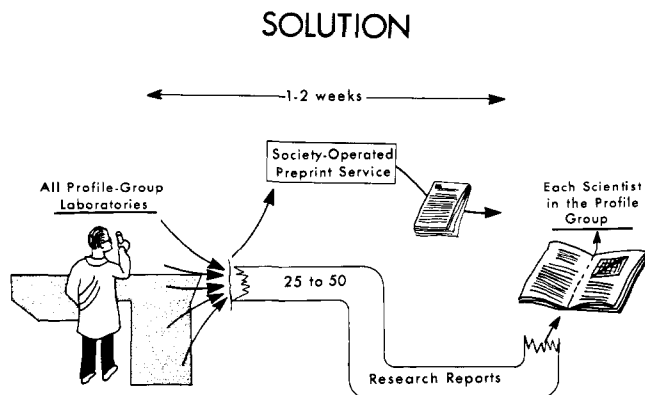 SOLUTION
1-2 weeks
Society-Operated
Preprint Service
All Profile-Group
Laboratories
Each Scientist
in the Profile
Group
25 to 50
Research Reports